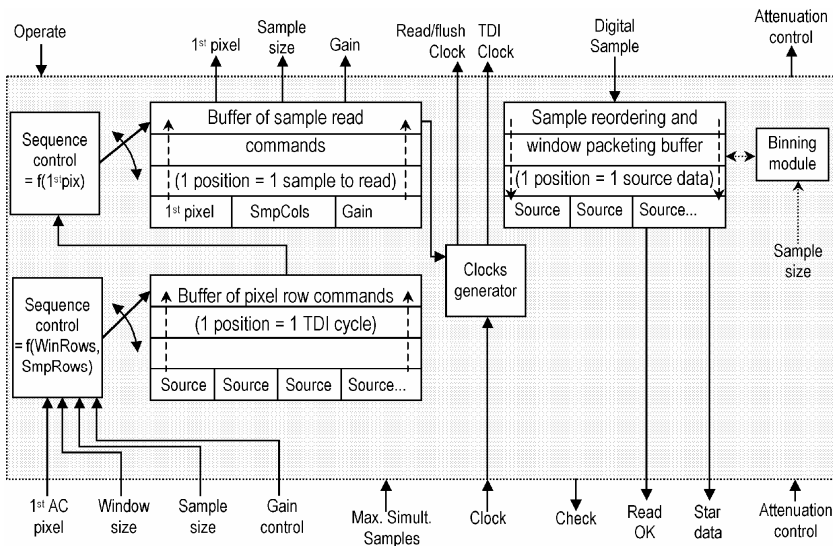 Operate
1st pixel
Sample
size
Gain
Read/flush
Clock
TDI
Clock
Digital
Sample
Attenuation
control
Sequence
control
= f(1stpix)
Buffer of sample read
commands
(1 position = 1 sample to read)
1st pixel
SmpCols
Gain
Sample reordering and
window packeting buffer
(1 position = 1 source data)
Source
Source
Source...
Binning
module
Sample
size
Clocks
generator
Sequence
control
= f(WinRows,
SmpRows)
Buffer of pixel row commands
(1 position = 1 TDI cycle)
Source
Source
Source
Source...
1st AC
pixel
Window
size
Sample
size
Gain
control
Max. Simult.
Samples
Clock
Check
Read
OK
Star
data
Attenuation
control